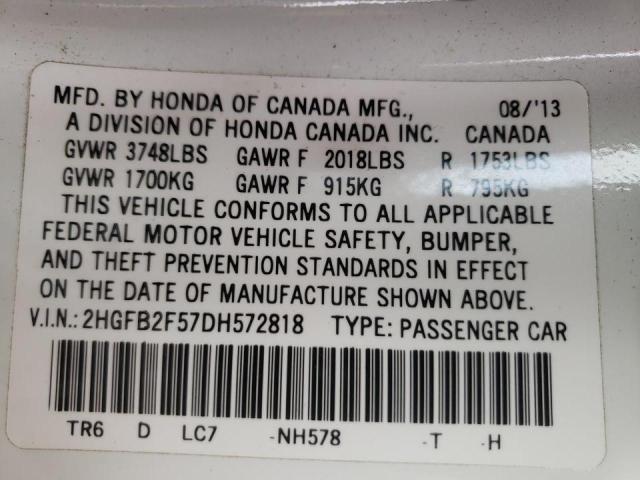 MFD. BY HONDA OF CANADA MFG., 08/'13
A DIVISION OF HONDA CANADA INC. CANADA
GVWR 3748LBS GAWR F 2018LBS R 1753LBS
GVWR 1700KG GAWR F 915KG R 795KG
THIS VEHICLE CONFORMS TO ALL APPLICABLE
FEDERAL MOTOR VEHICLE SAFETY, BUMPER,
AND THEFT PREVENTION STANDARDS IN EFFECT
ON THE DATE OF MANUFACTURE SHOWN ABOVE.
V.I.N.: 2HGFB2F57DH572818 TYPE: PASSENGER CAR
TR6 D LC7 -NH578 -T -H